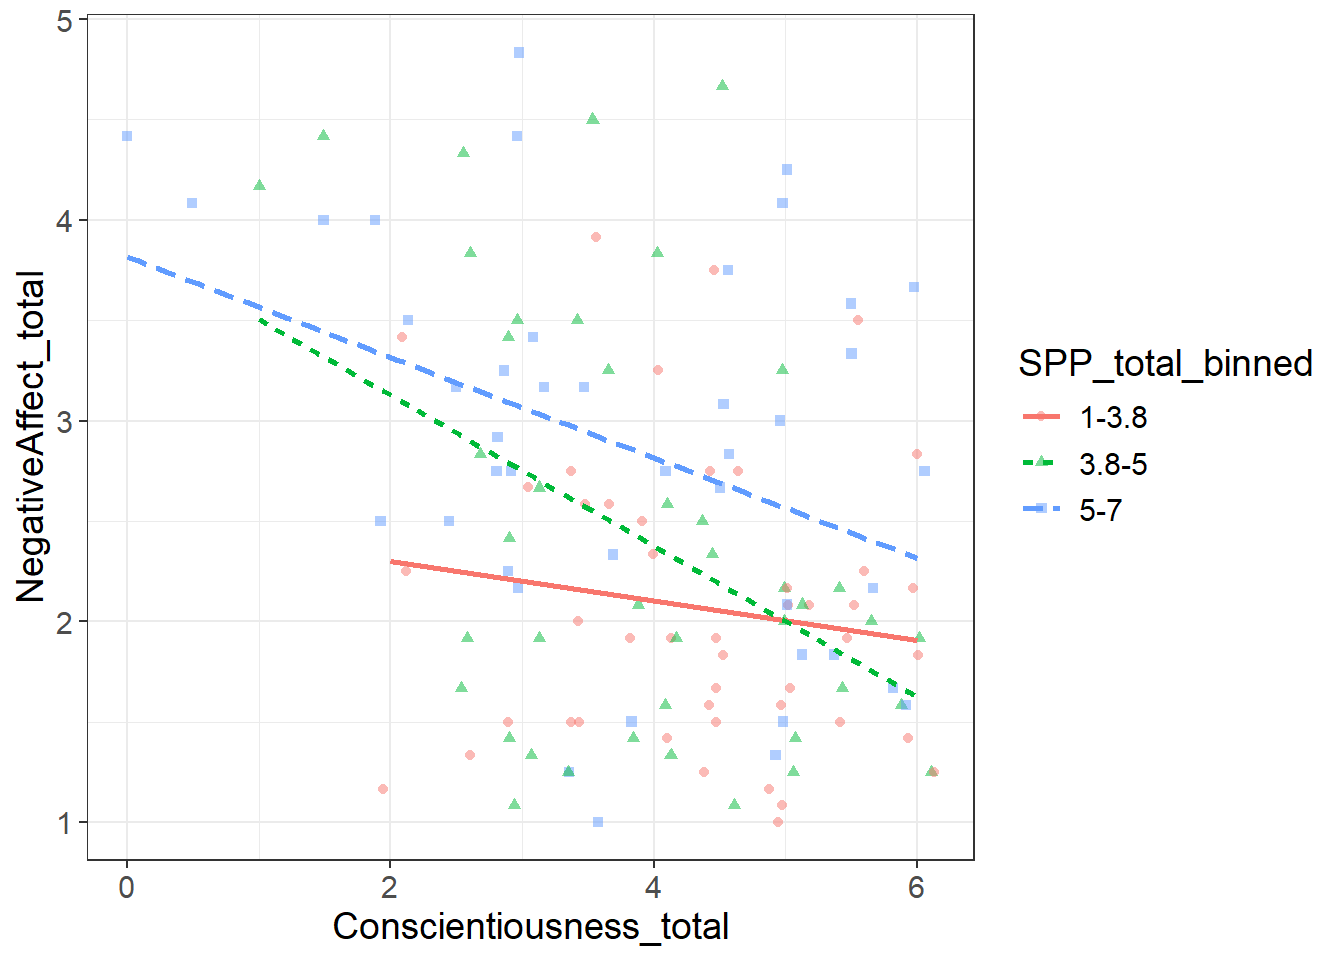 5
4
3
2
1
NegativeAffect_total
0 2 4 6
Conscientiousness_total
SPP_total_binned
1-3.8
3.8-5
5-7